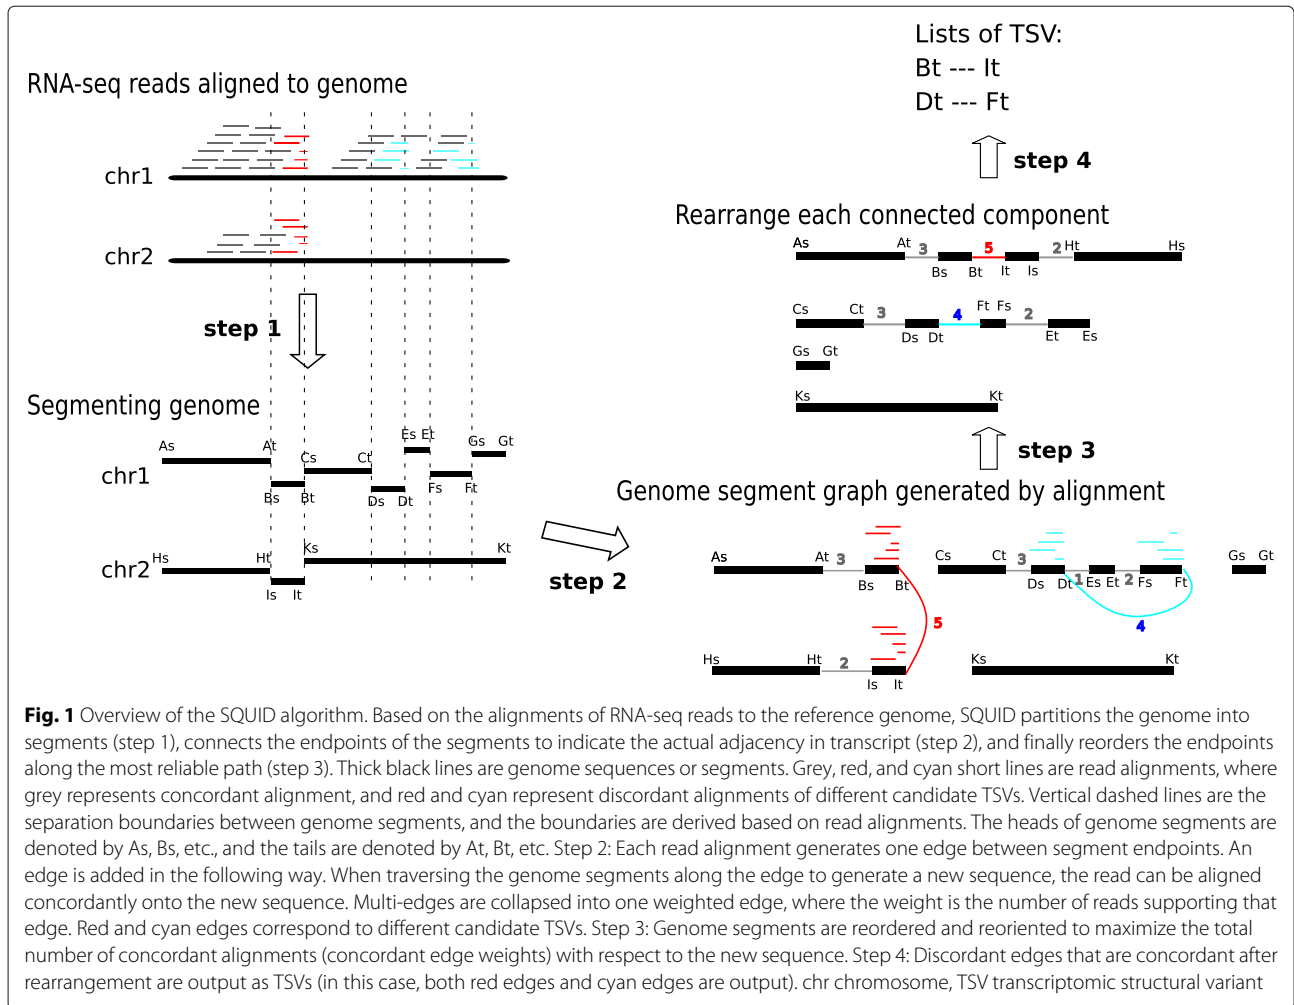 RNA-seq reads aligned to genome
chr1
chr2
step 1
Segmenting genome
As At Cs Ct Es Et Gs Gt
chr1
Bs Bt Ds Dt Fs Ft
Hs Ht Ks Kt
chr2
Is It
step 2
Genome segment graph generated by alignment
As At 3 Bs Bt Cs Ct 3 Ds Dt 1 Es Et 2 Fs Ft Gs Gt
5
4
Hs Ht 2 Is It Ks Kt
step 3
Rearrange each connected component
As At 3 Bs Bt 5 It Is 2 Ht Hs
Cs Ct 3 Ds Dt 4 Ft Fs 2 Et Es
Gs Gt
Ks Kt
step 4
Lists of TSV:
Bt --- It
Dt --- Ft
Fig. 1 Overview of the SQUID algorithm. Based on the alignments of RNA-seq reads to the reference genome, SQUID partitions the genome into
segments (step 1), connects the endpoints of the segments to indicate the actual adjacency in transcript (step 2), and finally reorders the endpoints
along the most reliable path (step 3). Thick black lines are genome sequences or segments. Grey, red, and cyan short lines are read alignments, where
grey represents concordant alignment, and red and cyan represent discordant alignments of different candidate TSVs. Vertical dashed lines are the
separation boundaries between genome segments, and the boundaries are derived based on read alignments. The heads of genome segments are
denoted by As, Bs, etc., and the tails are denoted by At, Bt, etc. Step 2: Each read alignment generates one edge between segment endpoints. An
edge is added in the following way. When traversing the genome segments along the edge to generate a new sequence, the read can be aligned
concordantly onto the new sequence. Multi-edges are collapsed into one weighted edge, where the weight is the number of reads supporting that
edge. Red and cyan edges correspond to different candidate TSVs. Step 3: Genome segments are reordered and reoriented to maximize the total
number of concordant alignments (concordant edge weights) with respect to the new sequence. Step 4: Discordant edges that are concordant after
rearrangement are output as TSVs (in this case, both red edges and cyan edges are output). chr chromosome, TSV transcriptomic structural variant